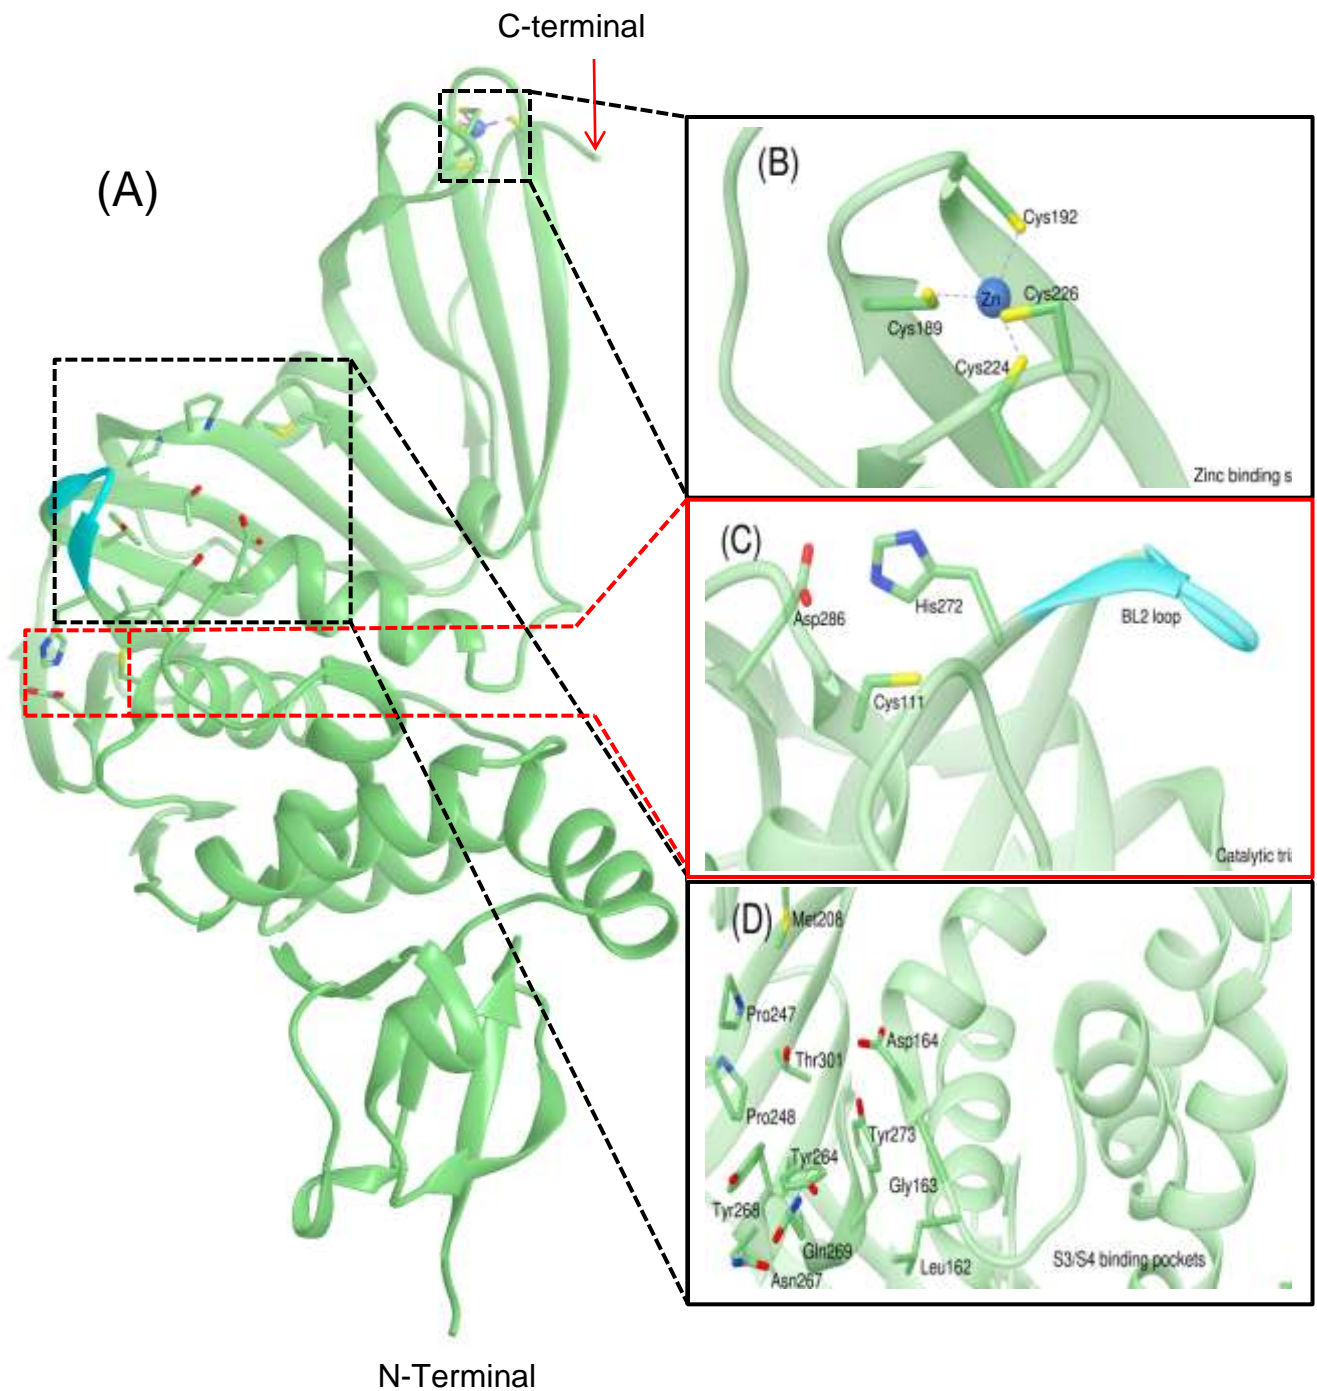 C-terminal
(A)
(B)
Cys192
Zn
Cys226
Cys189
Cys224
Zinc binding s
(C)
His272
Asp286
BL2 loop
Cys111
Catalytic tri
(D)
Met208
Pro247
Asp164
Thr301
Pro248
Tyr273
Tyr264
Gly163
Tyr268
Gln269
Leu162
S3/S4 binding pockets
Asn267
N-Terminal